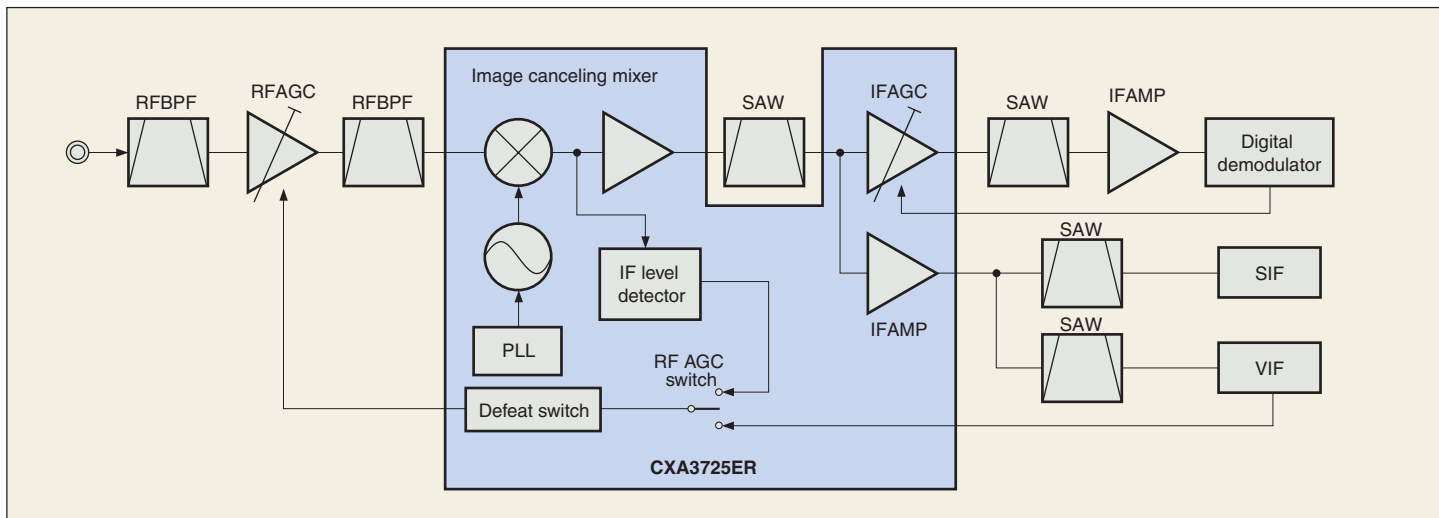 Image canceling mixer
RFBPF
RFAGC
RFBPF
SAW
IFAGC
SAW
IFAMP
Digital
demodulator
IF level
detector
PLL
IFAMP
SAW
SIF
SAW
VIF
RF AGC
switch
Defeat switch
CXA3725ER